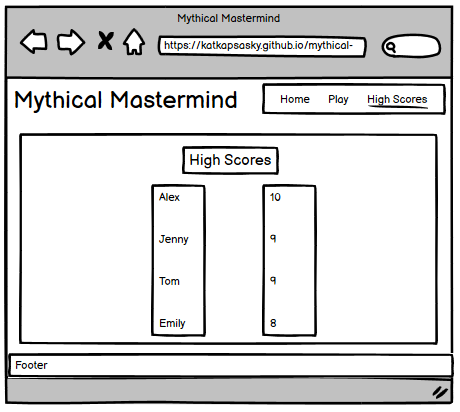 Mythical Mastermind
https://katkapsasky.github.io/mythical-
Mythical Mastermind
Home Play High Scores
High Scores
Alex 10
Jenny 9
Tom 9
Emily 8
Footer